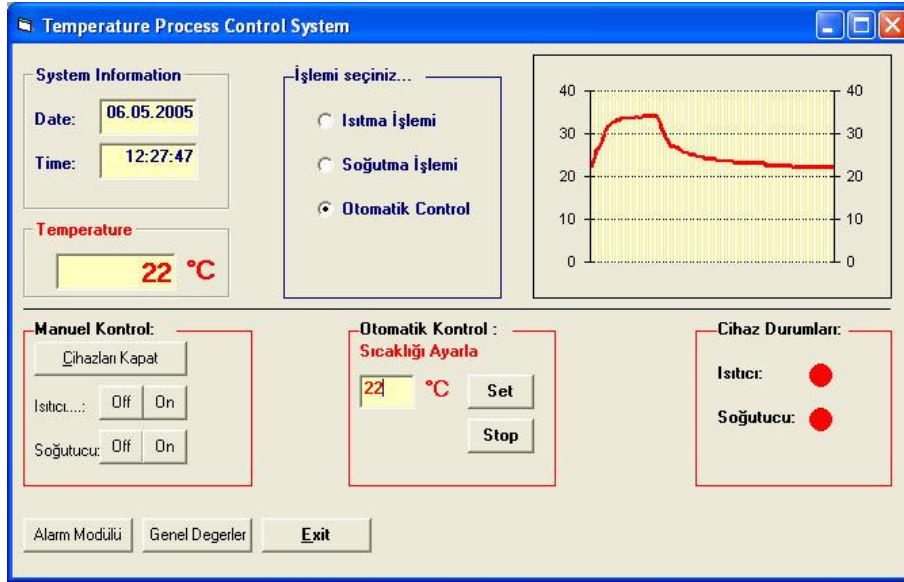 Temperature Process Control System
System Information
Date: 06.05.2005
Time: 12:27:47
Temperature
22 °C
İşlemi seçiniz...
Isıtma İşlemi
Soğutma İşlemi
Otomatik Control
40 40
30 30
20 20
10 10
0 0
Manuel Kontrol:
Cihazları Kapat
Isıtıcı....: Off On
Soğutucu: Off On
Otomatik Kontrol :
Sıcaklığı Ayarla
22 °C Set
Stop
Cihaz Durumları:
Isıtıcı:
Soğutucu:
Alarm Modülü Genel Degerler Exit